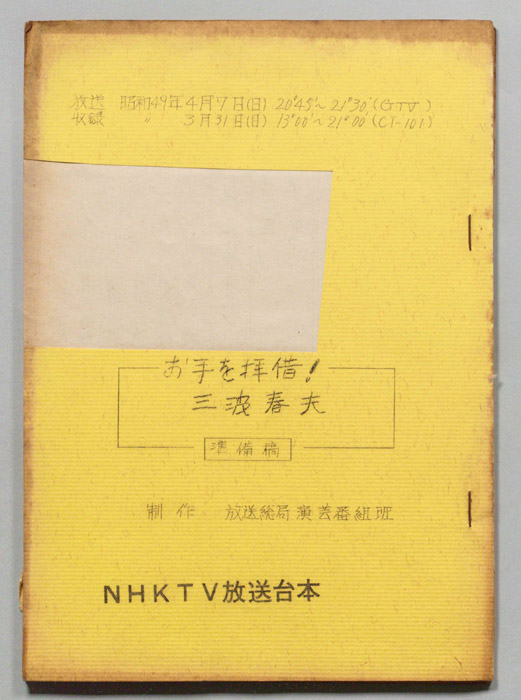 放送 昭和49年4月7日(日) 20°45'~21°30'(GTV)
収録 〃 3月31日(日) 13°00'~21°00'(CT-101)
お手を拝借!
三波春夫
準備稿
制作 放送総局演芸番組班
NHKTV放送台本